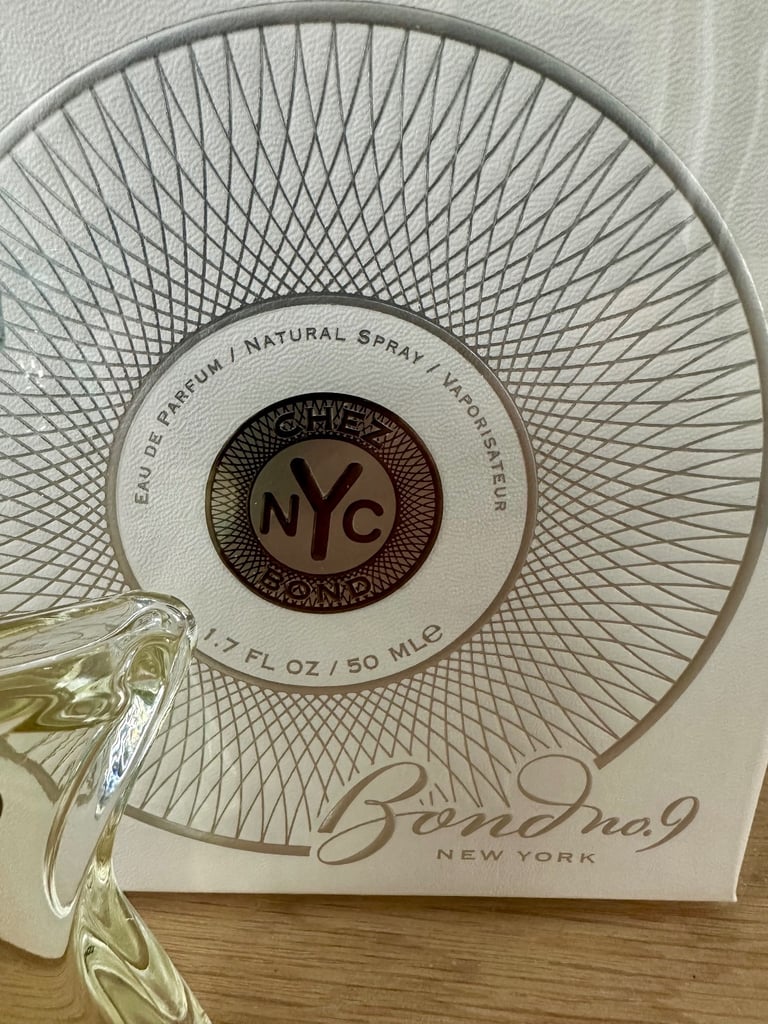 EAU DE PARFUM / NATURAL SPRAY / VAPORISATEUR
CHEZ
NYC
BOND
1.7 FL OZ / 50 ML℮
Bond no.9
NEW YORK